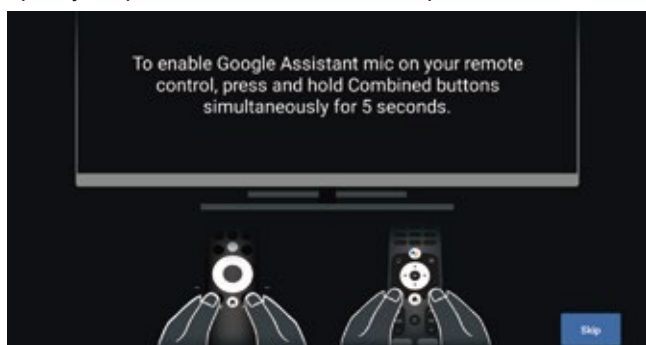 To enable Google Assistant mic on your remote
control, press and hold Combined buttons
simultaneously for 5 seconds.
Skip